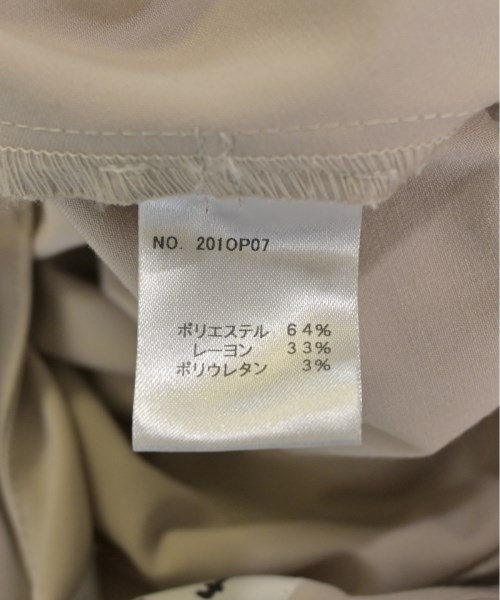 NO. 201OP07
ポリエステル 64%
レーヨン 33%
ポリウレタン 3%